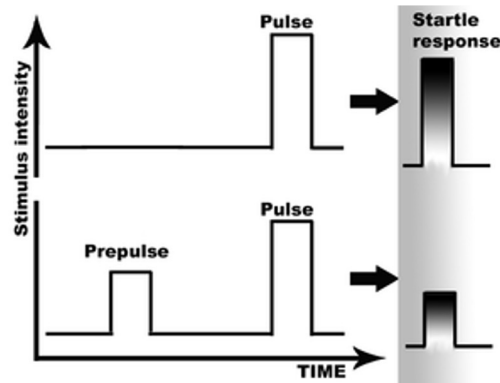 Pulse
Startle
response
Stimulus intensity
Pulse
Prepulse
TIME